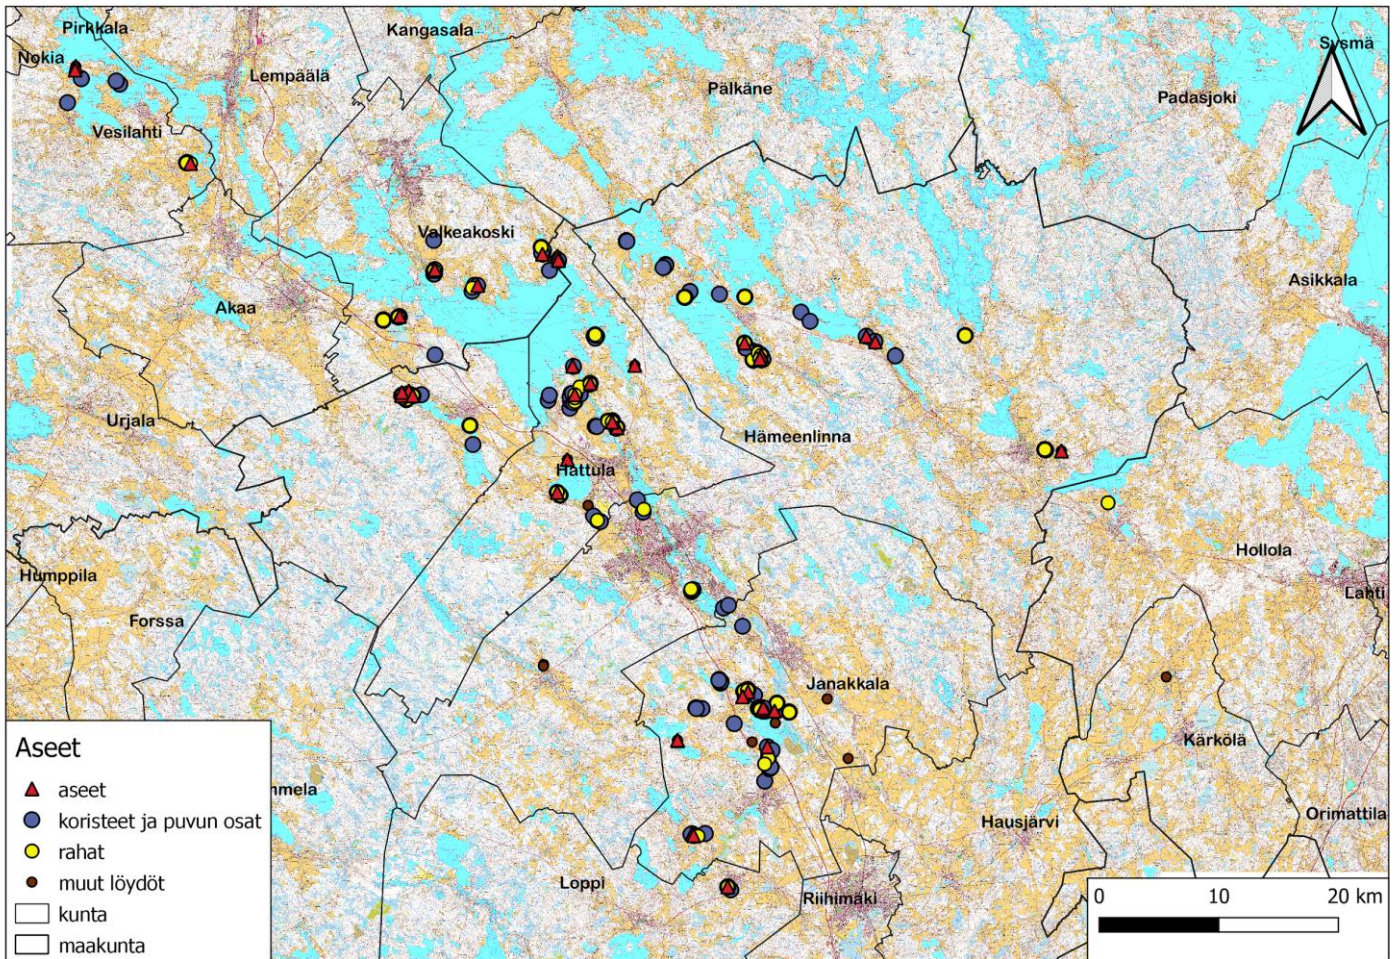 Pirkkala
Kangasala
Sysmä
Nokia
Lempäälä
Pälkäne
Padasjoki
Vesilahti
Valkeakoski
Asikkala
Akaa
Urjala
Hämeenlinna
Hattula
Hollola
Humppila
Lahti
Forssa
Janakkala
Kärkölä
Aseet
aseet
mmela
koristeet ja puvun osat
Hausjärvi
Orimattila
rahat
muut löydöt
Loppi
Riihimäki
kunta
maakunta
0 10 20 km